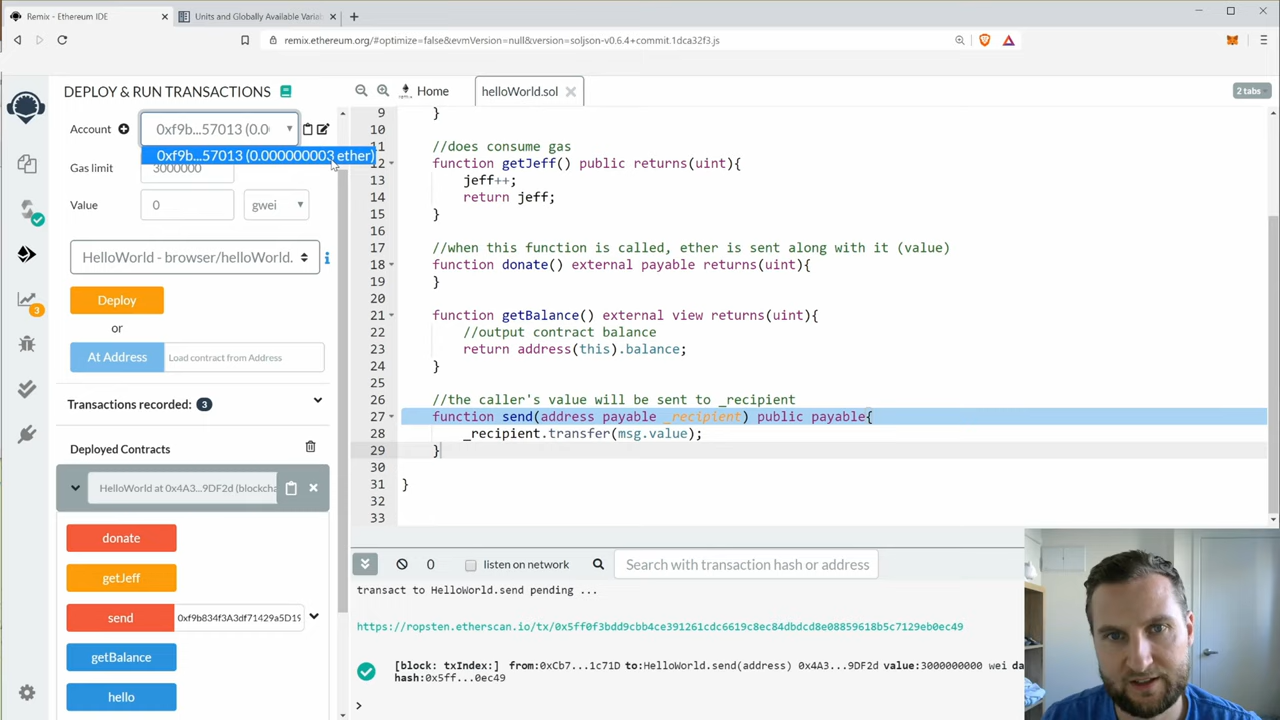 Remix - Ethereum IDE
Units and Globally Available Varia
remix.ethereum.org/#optimize=false&evmVersion=null&version=soljson-v0.6.4+commit.1dca32f3.js
DEPLOY & RUN TRANSACTIONS
Home
helloWorld.sol
2 tabs
Account
0xf9b...57013 (0.0
0xf9b...57013 (0.000000003 ether)
Gas limit
3000000
Value
0
gwei
HelloWorld - browser/helloWorld.
Deploy
or
At Address
Load contract from Address
Transactions recorded:
3
Deployed Contracts
HelloWorld at 0x4A3...9DF2d (blockcha
donate
getJeff
send
0xf9b834f3A3df71429a5D19
getBalance
hello
3
9 }
10
11 //does consume gas
12 function getJeff() public returns(uint){
13 jeff++;
14 return jeff;
15 }
16
17 //when this function is called, ether is sent along with it (value)
18 function donate() external payable returns(uint){
19 }
20
21 function getBalance() external view returns(uint){
22 //output contract balance
23 return address(this).balance;
24 }
25
26 //the caller's value will be sent to _recipient
27 function send(address payable _recipient) public payable{
28 _recipient.transfer(msg.value);
29 }
30
31 }
32
33
0
listen on network
Search with transaction hash or address
transact to HelloWorld.send pending ...
https://ropsten.etherscan.io/tx/0x5ff0f3bdd9cbb4ce391261cdc6619c8ec84dbdcd8e08859618b5c7129eb0ec49
[block: txIndex:] from:0xCb7...1c71D to:HelloWorld.send(address) 0x4A3...9DF2d value:3000000000 wei da
hash:0x5ff...0ec49
>